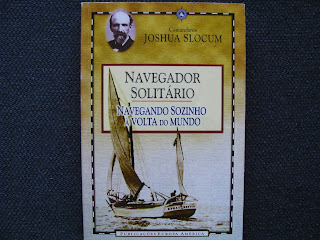 Comandante
JOSHUA SLOCUM
NAVEGADOR
SOLITÁRIO
NAVEGANDO SOZINHO
À VOLTA DO MUNDO
PUBLICAÇÕES EUROPA-AMÉRICA